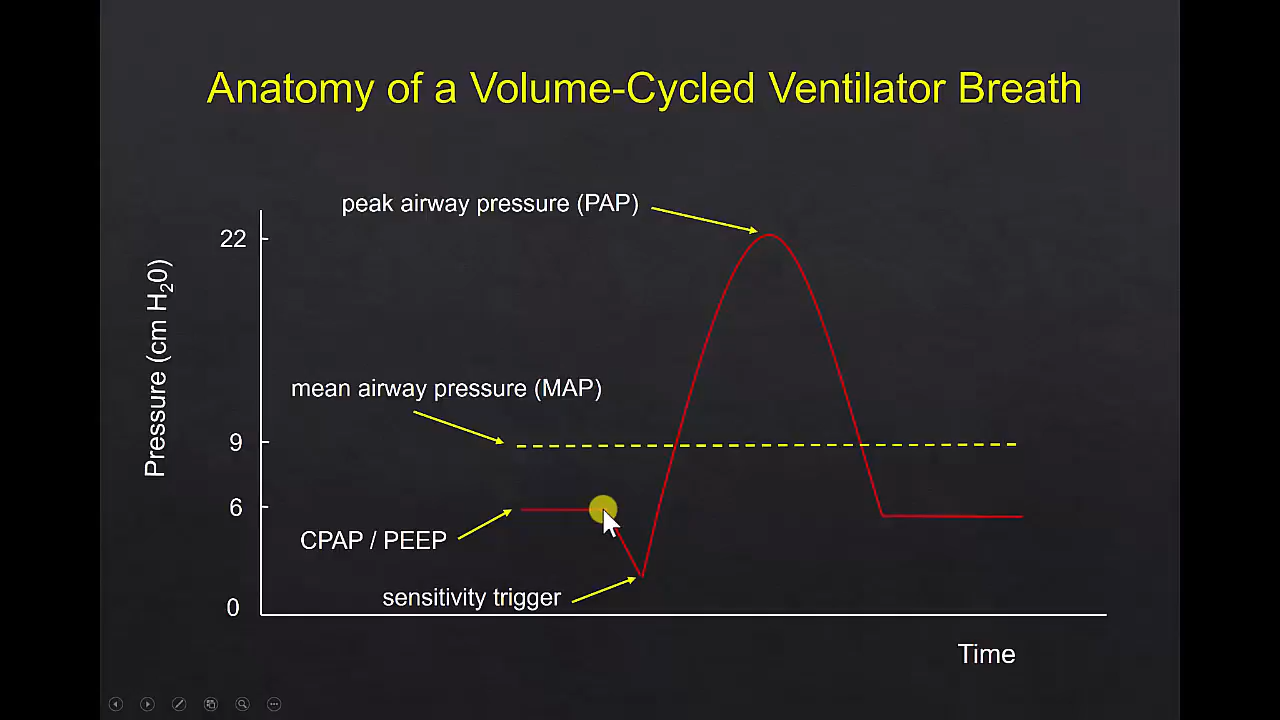 Anatomy of a Volume-Cycled Ventilator Breath
peak airway pressure (PAP)
22
Pressure (cm H₂0)
mean airway pressure (MAP)
9
6
CPAP / PEEP
sensitivity trigger
0
Time